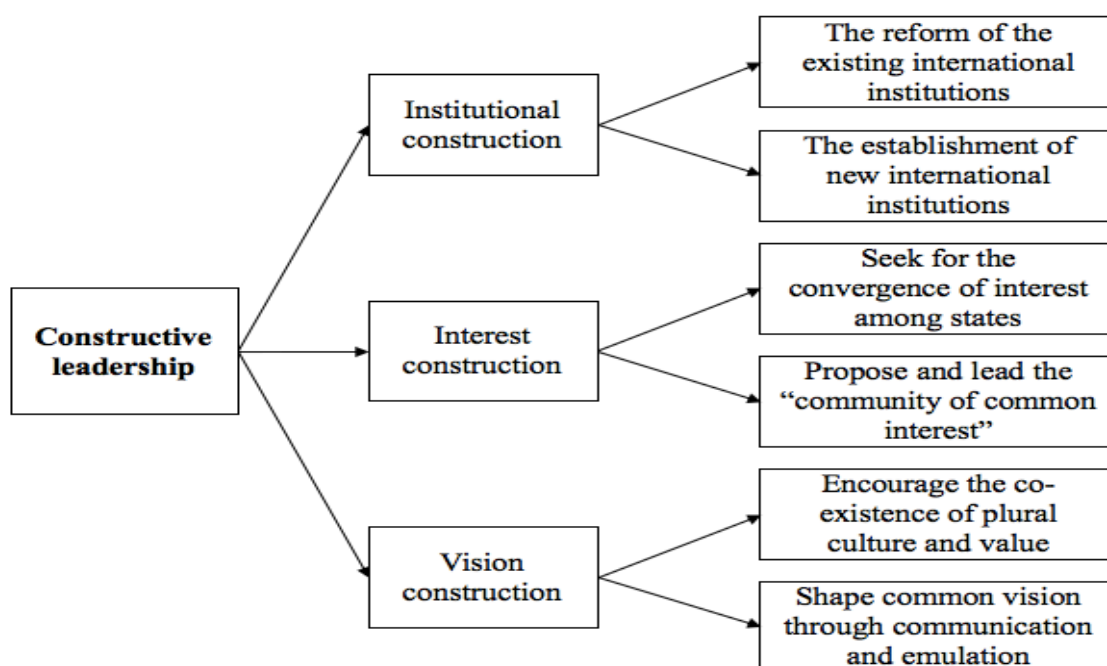 The reform of the
existing international
institutions
Institutional
construction
The establishment of
new international
institutions
Seek for the
convergence of interest
among states
Constructive
leadership
Interest
construction
Propose and lead the
“community of common
interest”
Encourage the co-
existence of plural
culture and value
Vision
construction
Shape common vision
through communication
and emulation